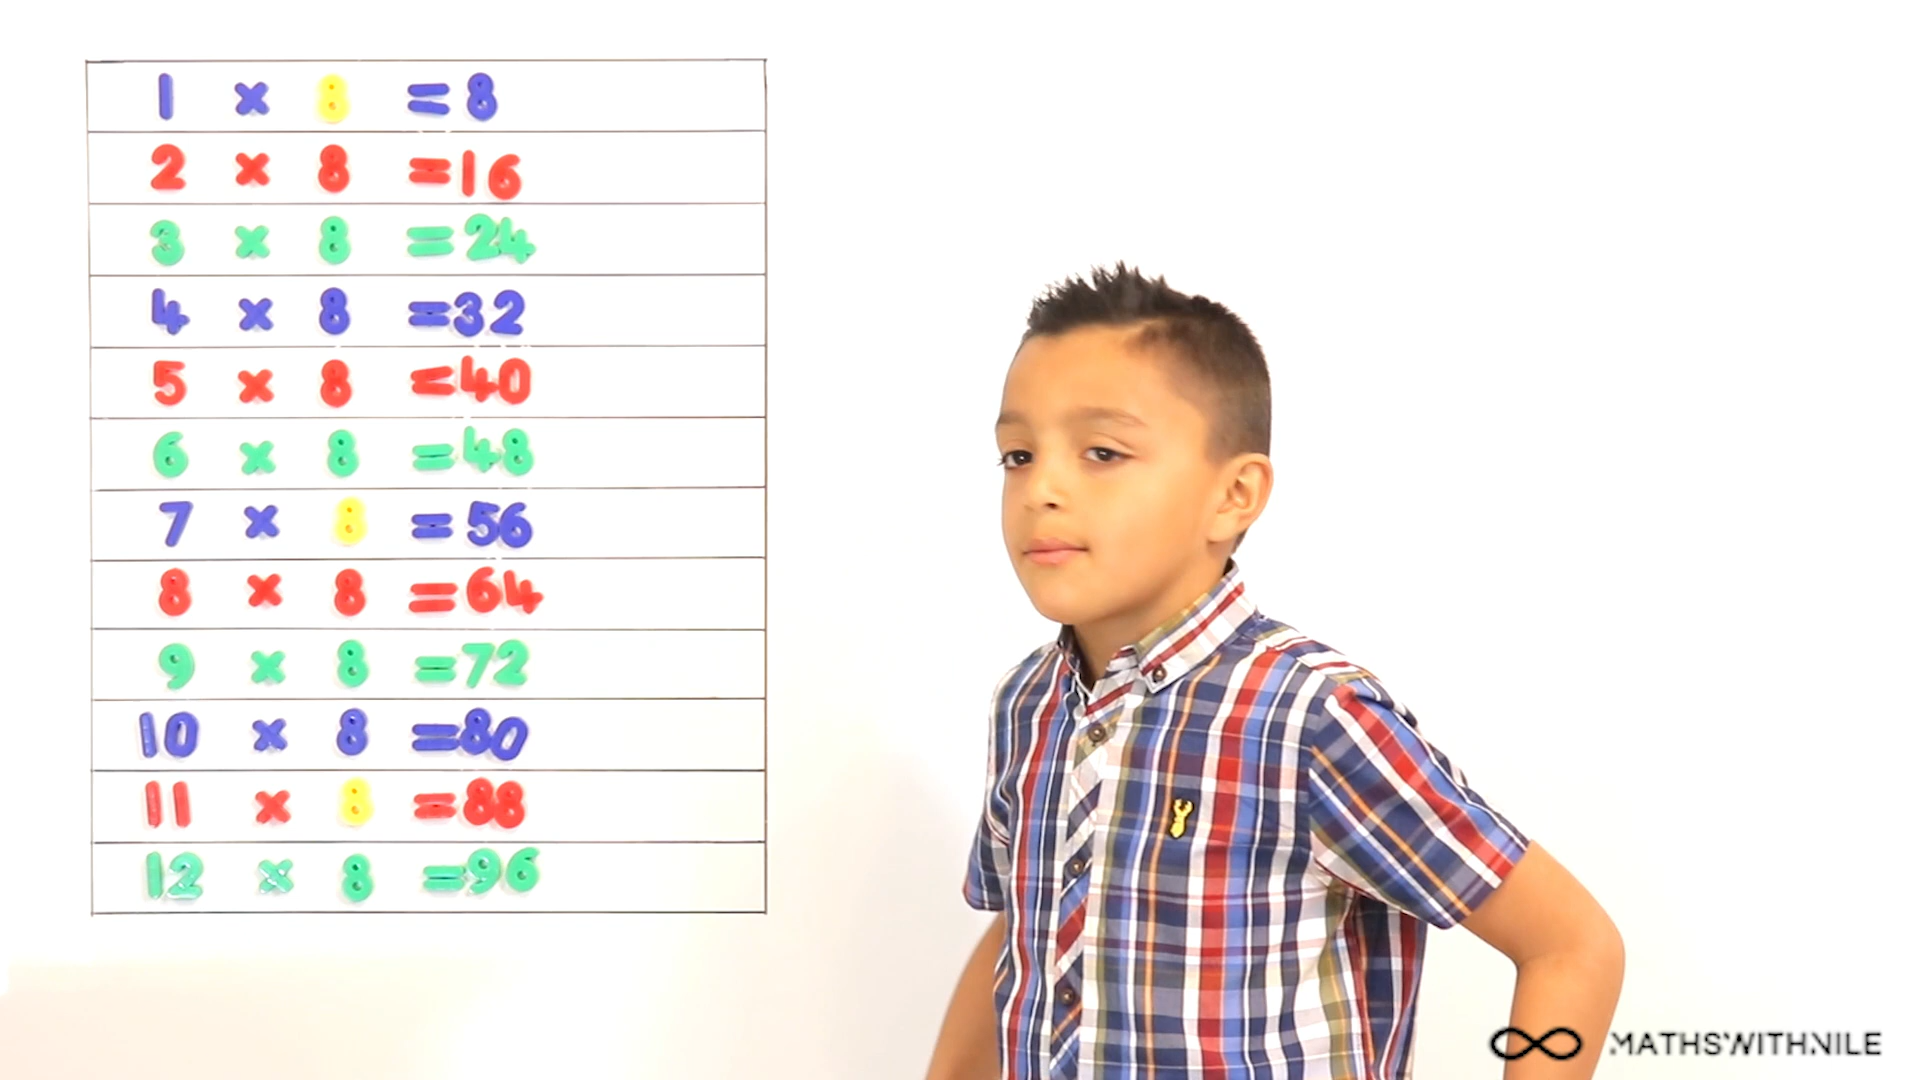 1 × 8 = 8
2 × 8 = 16
3 × 8 = 24
4 × 8 = 32
5 × 8 = 40
6 × 8 = 48
7 × 8 = 56
8 × 8 = 64
9 × 8 = 72
10 × 8 = 80
11 × 8 = 88
12 × 8 = 96
MATHSWITHNILE